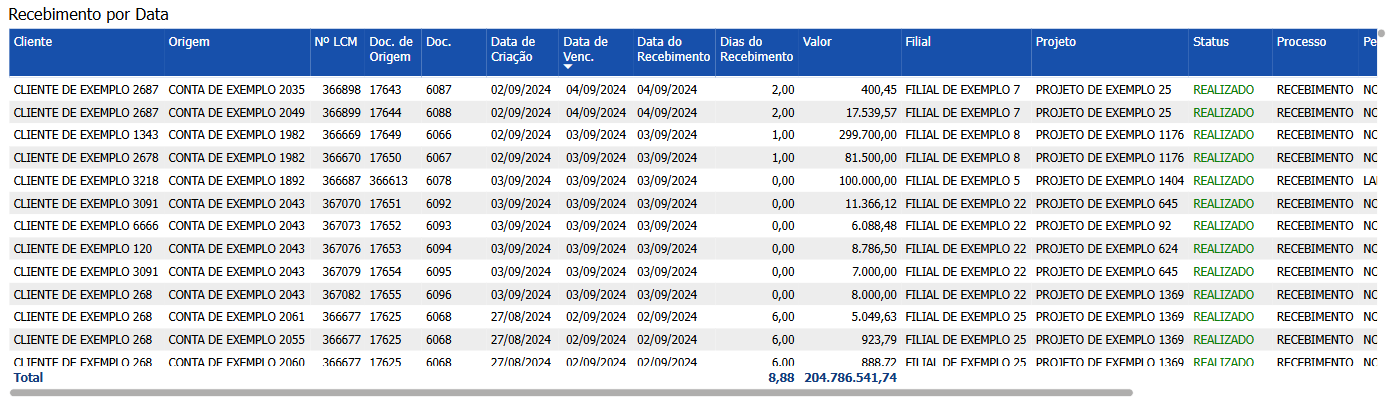 Recebimento por Data
Cliente Origem Nº LCM Doc. de Origem Doc. Data de Criação Data de Venc. Data do Recebimento Dias do Recebimento Valor Filial Projeto Status Processo Pe
CLIENTE DE EXEMPLO 2687 CONTA DE EXEMPLO 2035 366898 17643 6087 02/09/2024 04/09/2024 04/09/2024 2,00 400,45 FILIAL DE EXEMPLO 7 PROJETO DE EXEMPLO 25 REALIZADO RECEBIMENTO NO
CLIENTE DE EXEMPLO 2687 CONTA DE EXEMPLO 2049 366899 17644 6088 02/09/2024 04/09/2024 04/09/2024 2,00 17.539,57 FILIAL DE EXEMPLO 7 PROJETO DE EXEMPLO 25 REALIZADO RECEBIMENTO NO
CLIENTE DE EXEMPLO 1343 CONTA DE EXEMPLO 1982 366669 17649 6066 02/09/2024 03/09/2024 03/09/2024 1,00 299.700,00 FILIAL DE EXEMPLO 8 PROJETO DE EXEMPLO 1176 REALIZADO RECEBIMENTO NO
CLIENTE DE EXEMPLO 2678 CONTA DE EXEMPLO 1982 366670 17650 6067 02/09/2024 03/09/2024 03/09/2024 1,00 81.500,00 FILIAL DE EXEMPLO 8 PROJETO DE EXEMPLO 1176 REALIZADO RECEBIMENTO NO
CLIENTE DE EXEMPLO 3218 CONTA DE EXEMPLO 1892 366687 366613 6078 03/09/2024 03/09/2024 03/09/2024 0,00 100.000,00 FILIAL DE EXEMPLO 5 PROJETO DE EXEMPLO 1404 REALIZADO RECEBIMENTO LA
CLIENTE DE EXEMPLO 3091 CONTA DE EXEMPLO 2043 367070 17651 6092 03/09/2024 03/09/2024 03/09/2024 0,00 11.366,12 FILIAL DE EXEMPLO 22 PROJETO DE EXEMPLO 645 REALIZADO RECEBIMENTO NO
CLIENTE DE EXEMPLO 6666 CONTA DE EXEMPLO 2043 367073 17652 6093 03/09/2024 03/09/2024 03/09/2024 0,00 6.088,48 FILIAL DE EXEMPLO 22 PROJETO DE EXEMPLO 92 REALIZADO RECEBIMENTO NO
CLIENTE DE EXEMPLO 120 CONTA DE EXEMPLO 2043 367076 17653 6094 03/09/2024 03/09/2024 03/09/2024 0,00 8.786,50 FILIAL DE EXEMPLO 22 PROJETO DE EXEMPLO 624 REALIZADO RECEBIMENTO NO
CLIENTE DE EXEMPLO 3091 CONTA DE EXEMPLO 2043 367079 17654 6095 03/09/2024 03/09/2024 03/09/2024 0,00 7.000,00 FILIAL DE EXEMPLO 22 PROJETO DE EXEMPLO 645 REALIZADO RECEBIMENTO NO
CLIENTE DE EXEMPLO 268 CONTA DE EXEMPLO 2043 367082 17655 6096 03/09/2024 03/09/2024 03/09/2024 0,00 8.000,00 FILIAL DE EXEMPLO 22 PROJETO DE EXEMPLO 1369 REALIZADO RECEBIMENTO NO
CLIENTE DE EXEMPLO 268 CONTA DE EXEMPLO 2061 366677 17625 6068 27/08/2024 02/09/2024 02/09/2024 6,00 5.049,63 FILIAL DE EXEMPLO 25 PROJETO DE EXEMPLO 1369 REALIZADO RECEBIMENTO NO
CLIENTE DE EXEMPLO 268 CONTA DE EXEMPLO 2055 366677 17625 6068 27/08/2024 02/09/2024 02/09/2024 6,00 923,79 FILIAL DE EXEMPLO 25 PROJETO DE EXEMPLO 1369 REALIZADO RECEBIMENTO NO
CLIENTE DE EXEMPLO 268 CONTA DE EXEMPLO 2060 366677 17625 6068 27/08/2024 02/09/2024 02/09/2024 6,00 888,72 FILIAL DE EXEMPLO 25 PROJETO DE EXEMPLO 1369 REALIZADO RECEBIMENTO NO
Total 8,88 204.786.541,74